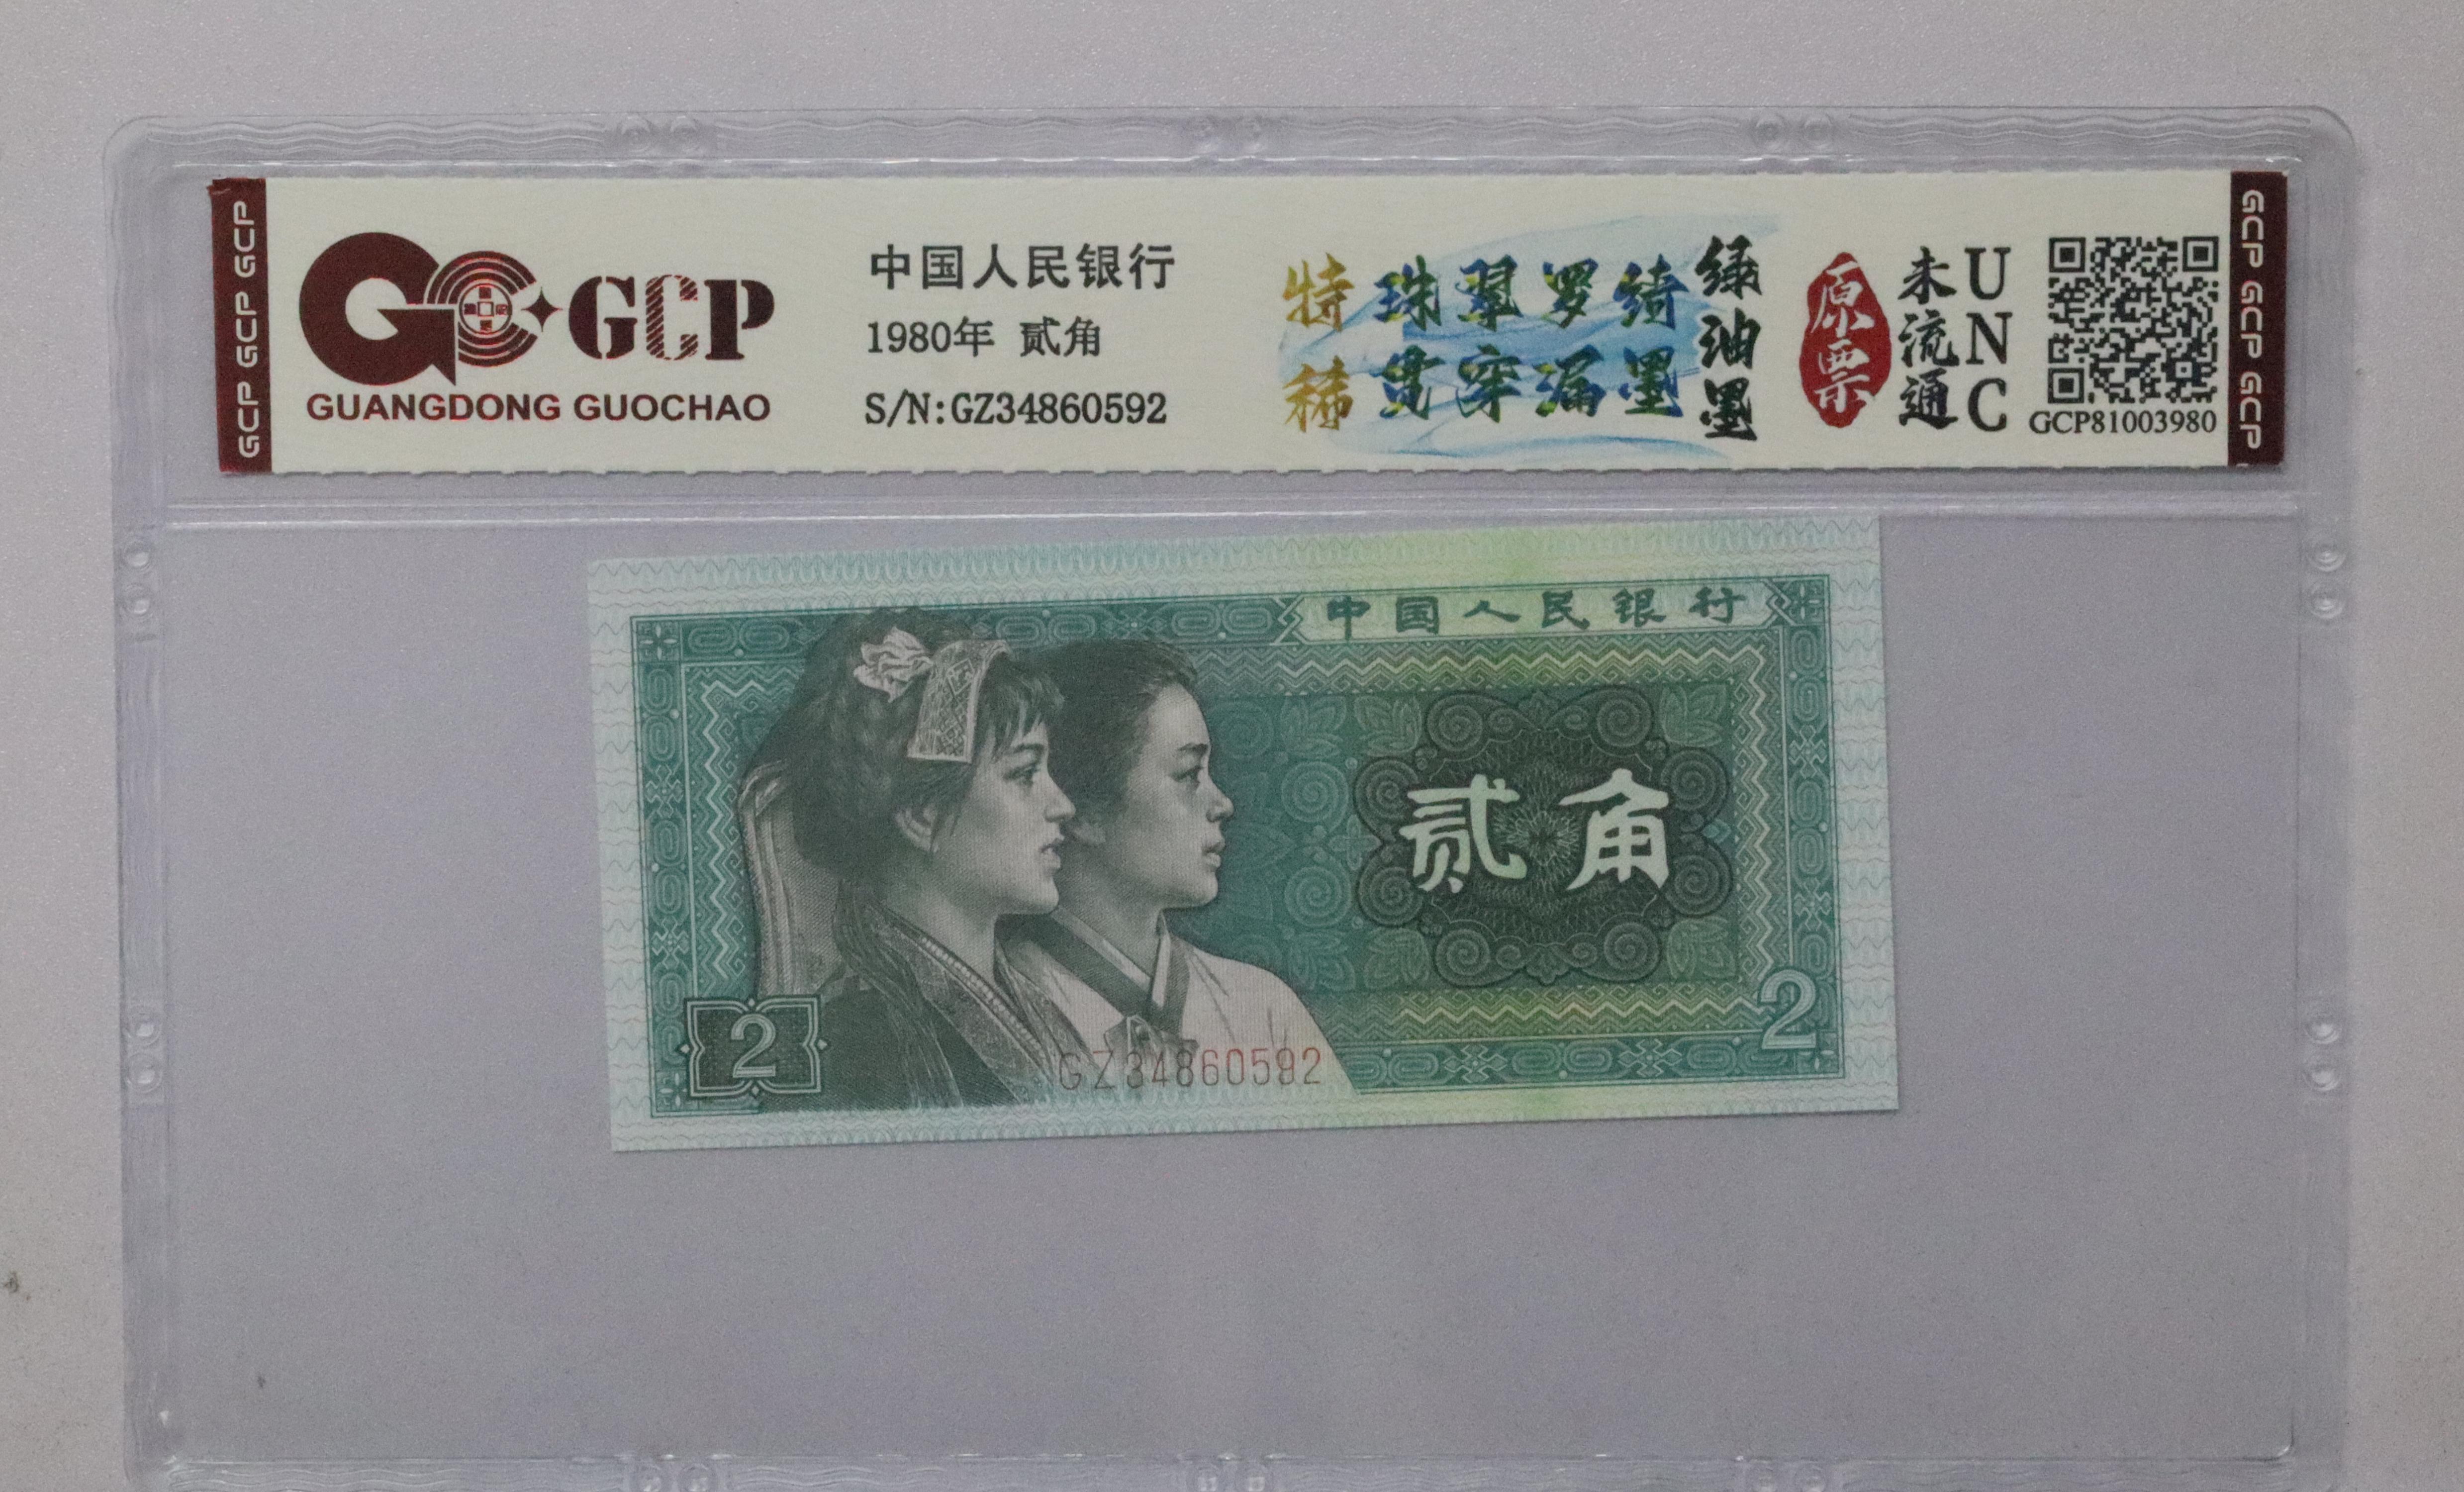 GCP GCP GCP
GCP
GUANGDONG GUOCHAO
中国人民银行
1980年 贰角
S/N:GZ34860592
特稀
珠翠罗绮
贯穿漏墨
绿油墨
原票
未流通
UNC
GCP81003980
GCP GCP GCP
中国人民银行
贰角
2
2
GZ34860592